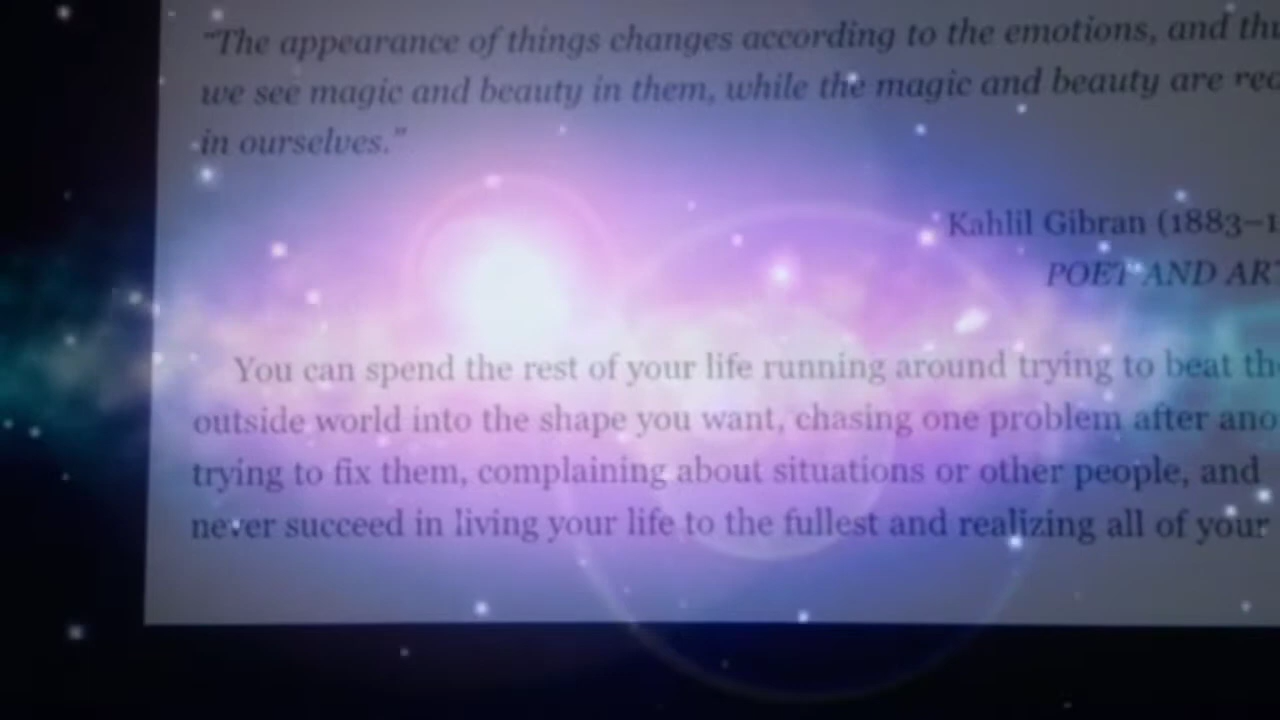 “The appearance of things changes according to the emotions, and thu
we see magic and beauty in them, while the magic and beauty are rea
in ourselves.”
Kahlil Gibran (1883–1
POET AND ART
You can spend the rest of your life running around trying to beat the
outside world into the shape you want, chasing one problem after ano
trying to fix them, complaining about situations or other people, and
never succeed in living your life to the fullest and realizing all of your